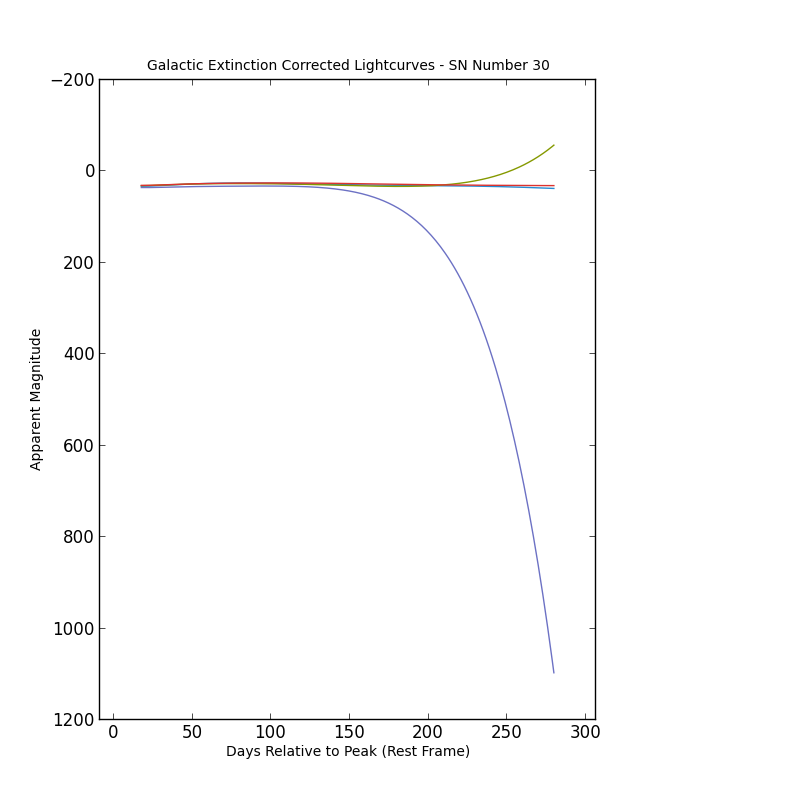 Galactic Extinction Corrected Lightcurves - SN Number 30
−200
0
200
400
600
800
1000
1200
Apparent Magnitude
0 50 100 150 200 250 300
Days Relative to Peak (Rest Frame)